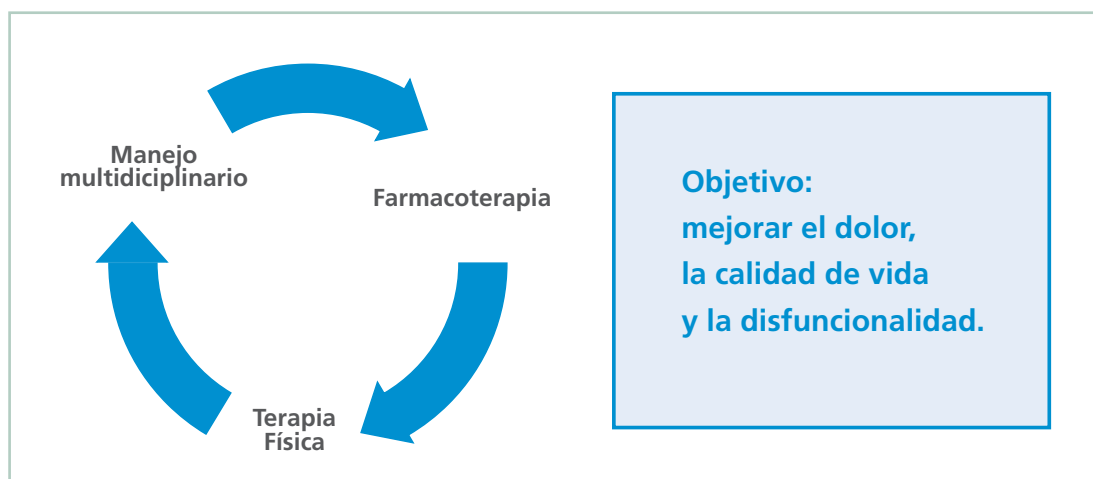 Manejo
multidiciplinario
Farmacoterapia
Terapia
Física
Objetivo:
mejorar el dolor,
la calidad de vida
y la disfuncionalidad.